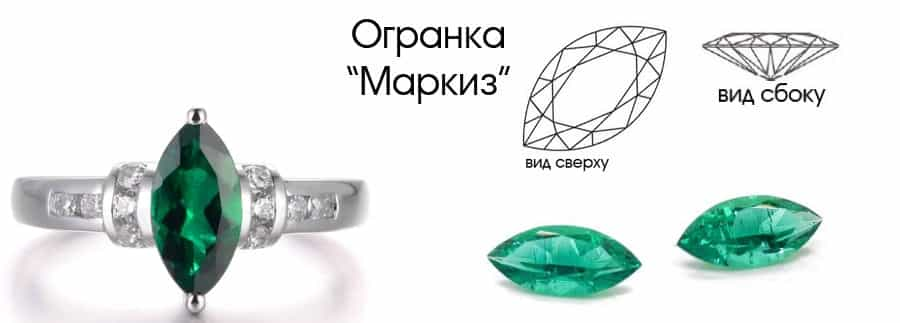 Огранка
“Маркиз”
вид сверху
вид сбоку